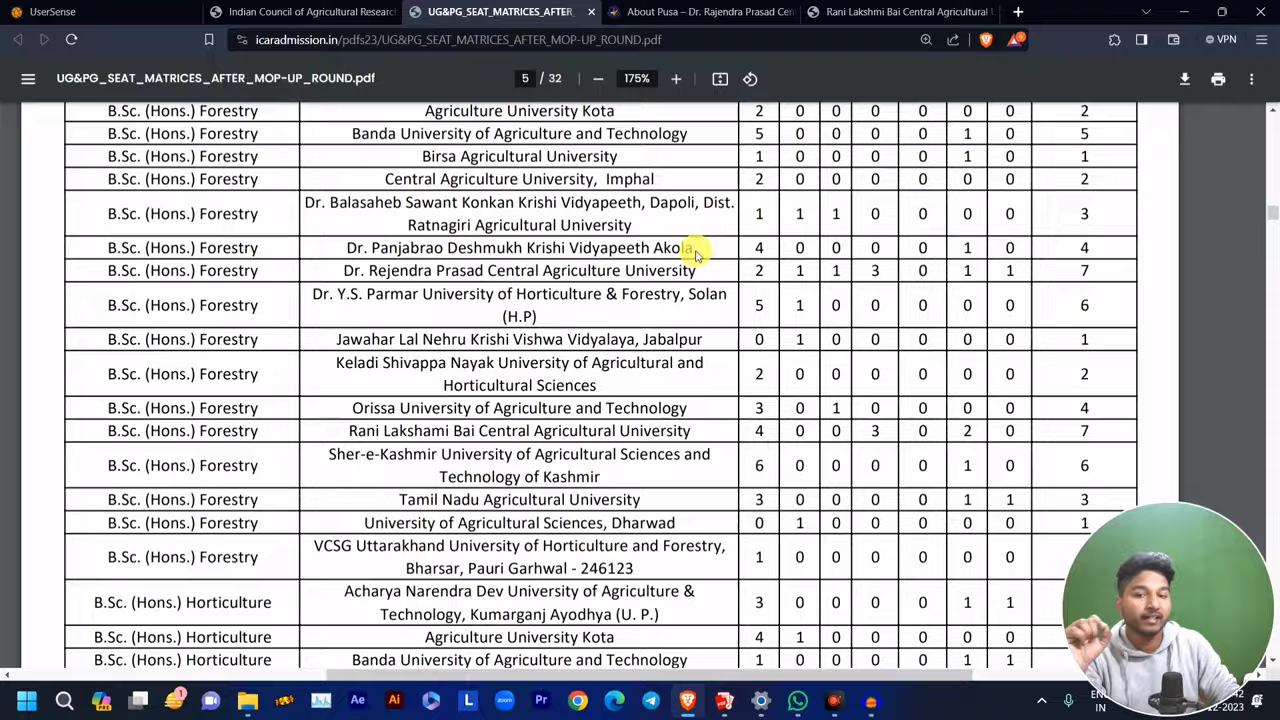 UserSense
Indian Council of Agricultural Researc
UG&PG_SEAT_MATRICES_AFTER_
About Pusa – Dr. Rajendra Prasad Cen
Rani Lakshmi Bai Central Agricultural U
icaradmission.in/pdfs23/UG&PG_SEAT_MATRICES_AFTER_MOP-UP_ROUND.pdf
VPN
UG&PG_SEAT_MATRICES_AFTER_MOP-UP_ROUND.pdf
5 / 32
175%
B.Sc. (Hons.) Forestry Agriculture University Kota 2 0 0 0 0 0 0 2
B.Sc. (Hons.) Forestry Banda University of Agriculture and Technology 5 0 0 0 0 1 0 5
B.Sc. (Hons.) Forestry Birsa Agricultural University 1 0 0 0 0 1 0 1
B.Sc. (Hons.) Forestry Central Agriculture University, Imphal 2 0 0 0 0 0 0 2
Dr. Balasaheb Sawant Konkan Krishi Vidyapeeth, Dapoli, Dist.
B.Sc. (Hons.) Forestry Ratnagiri Agricultural University 1 1 1 0 0 0 0 3
B.Sc. (Hons.) Forestry Dr. Panjabrao Deshmukh Krishi Vidyapeeth Akola 4 0 0 0 0 1 0 4
B.Sc. (Hons.) Forestry Dr. Rejendra Prasad Central Agriculture University 2 1 1 3 0 1 1 7
Dr. Y.S. Parmar University of Horticulture & Forestry, Solan
B.Sc. (Hons.) Forestry (H.P) 5 1 0 0 0 0 0 6
B.Sc. (Hons.) Forestry Jawahar Lal Nehru Krishi Vishwa Vidyalaya, Jabalpur 0 1 0 0 0 0 0 1
Keladi Shivappa Nayak University of Agricultural and
B.Sc. (Hons.) Forestry Horticultural Sciences 2 0 0 0 0 0 0 2
B.Sc. (Hons.) Forestry Orissa University of Agriculture and Technology 3 0 1 0 0 0 0 4
B.Sc. (Hons.) Forestry Rani Lakshami Bai Central Agricultural University 4 0 0 3 0 2 0 7
Sher-e-Kashmir University of Agricultural Sciences and
B.Sc. (Hons.) Forestry Technology of Kashmir 6 0 0 0 0 1 0 6
B.Sc. (Hons.) Forestry Tamil Nadu Agricultural University 3 0 0 0 0 1 1 3
B.Sc. (Hons.) Forestry University of Agricultural Sciences, Dharwad 0 1 0 0 0 0 0 1
VCSG Uttarakhand University of Horticulture and Forestry,
B.Sc. (Hons.) Forestry Bharsar, Pauri Garhwal - 246123 1 0 0 0 0 0 0
Acharya Narendra Dev University of Agriculture &
B.Sc. (Hons.) Horticulture Technology, Kumarganj Ayodhya (U. P.) 3 0 0 0 0 1 1
B.Sc. (Hons.) Horticulture Agriculture University Kota 4 1 0 0 0 0 0
B.Sc. (Hons.) Horticulture Banda University of Agriculture and Technology 1 0 0 0 0 1 1
Ae Ai L zoom Pr
IN